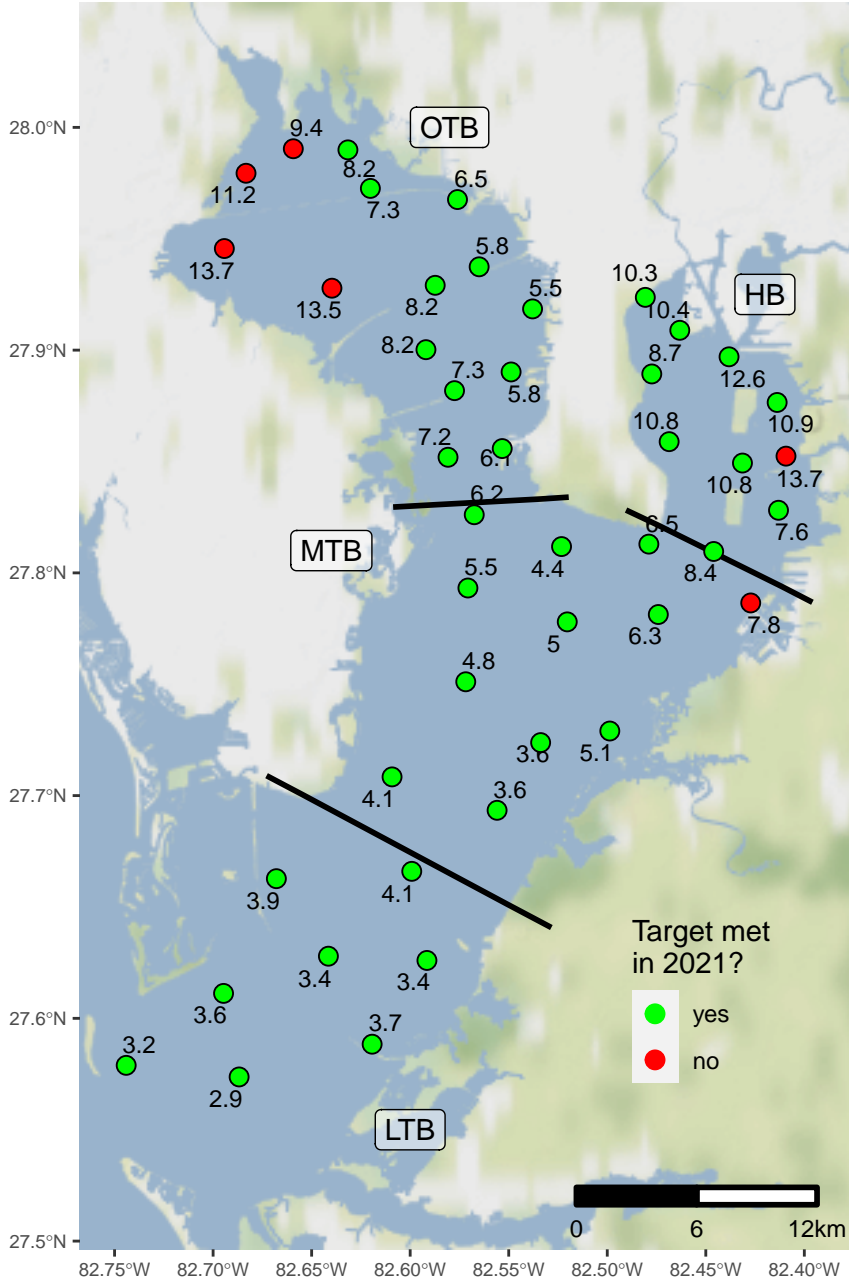 28.0°N
27.9°N
27.8°N
27.7°N
27.6°N
27.5°N
9.4
OTB
8.2
11.2
7.3
6.5
13.7
13.5
8.2
5.8
5.5
10.3
10.4
HB
8.2
7.3
5.8
8.7
12.6
10.9
7.2
6.1
10.8
10.8
13.7
6.2
6.5
7.6
MTB
4.4
8.4
5.5
5
6.3
7.8
4.8
3.6
5.1
4.1
3.6
3.9
4.1
3.4
3.4
3.6
3.7
3.2
2.9
LTB
Target met
in 2021?
yes
no
0 6 12km
82.75°W 82.70°W 82.65°W 82.60°W 82.55°W 82.50°W 82.45°W 82.40°W